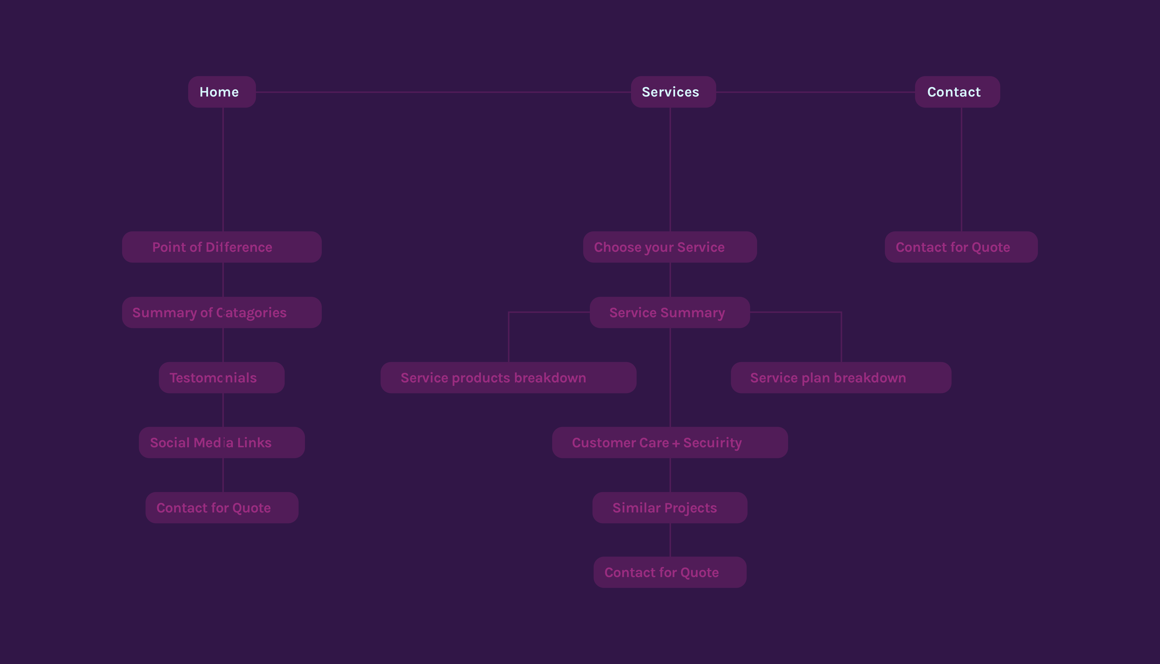 Home
Services
Contact
Point of Difference
Choose your Service
Contact for Quote
Summary of Catagories
Service Summary
Testomonials
Service products breakdown
Service plan breakdown
Social Media Links
Customer Care + Secuirity
Contact for Quote
Similar Projects
Contact for Quote